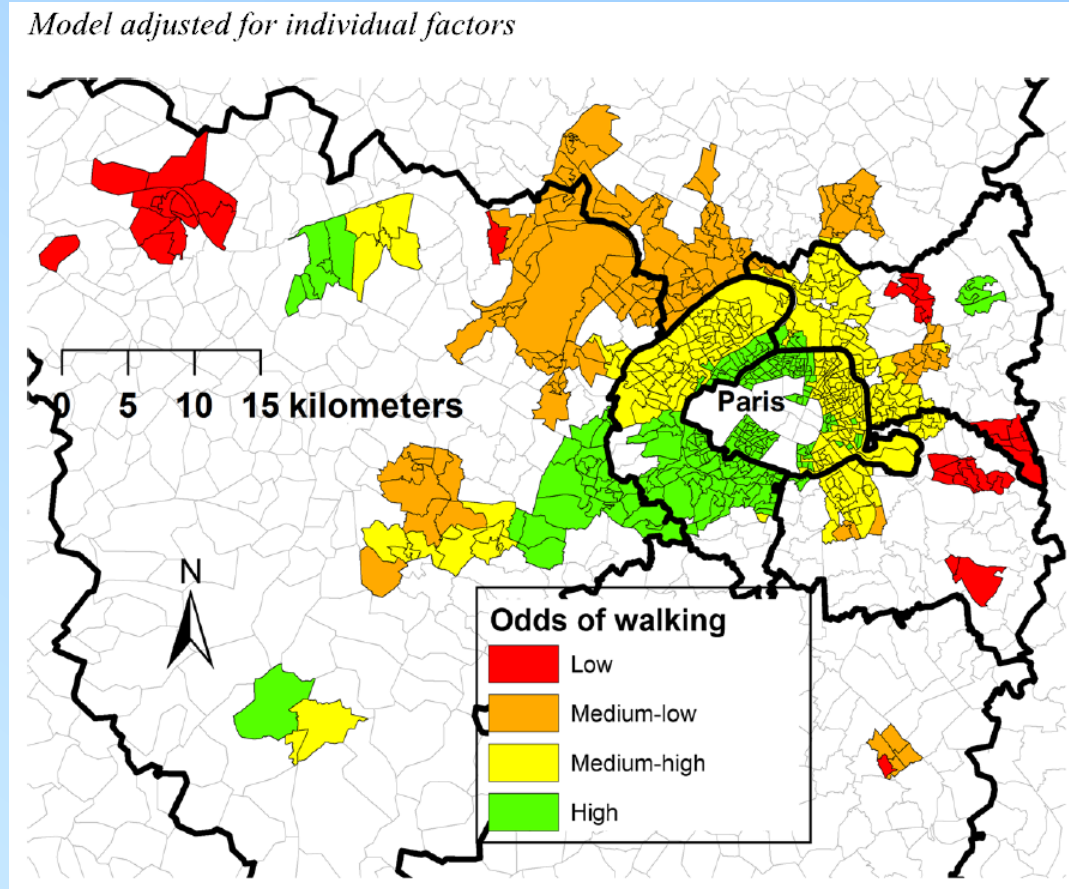 Model adjusted for individual factors
0 5 10 15 kilometers
Paris
N
Odds of walking
Low
Medium-low
Medium-high
High